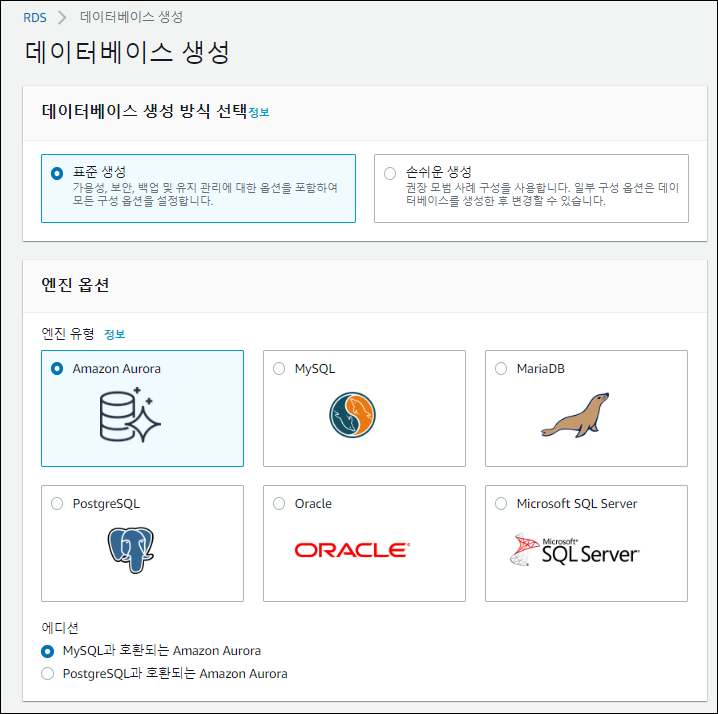 RDS > 데이터베이스 생성
데이터베이스 생성
데이터베이스 생성 방식 선택 정보
표준 생성
가용성, 보안, 백업 및 유지 관리에 대한 옵션을 포함하여
모든 구성 옵션을 설정합니다.
손쉬운 생성
권장 모범 사례 구성을 사용합니다. 일부 구성 옵션은 데이
터베이스를 생성한 후 변경할 수 있습니다.
엔진 옵션
엔진 유형 정보
Amazon Aurora
MySQL
MariaDB
PostgreSQL
Oracle
ORACLE®
Microsoft SQL Server
Microsoft®
SQL Server®
에디션
MySQL과 호환되는 Amazon Aurora
PostgreSQL과 호환되는 Amazon Aurora